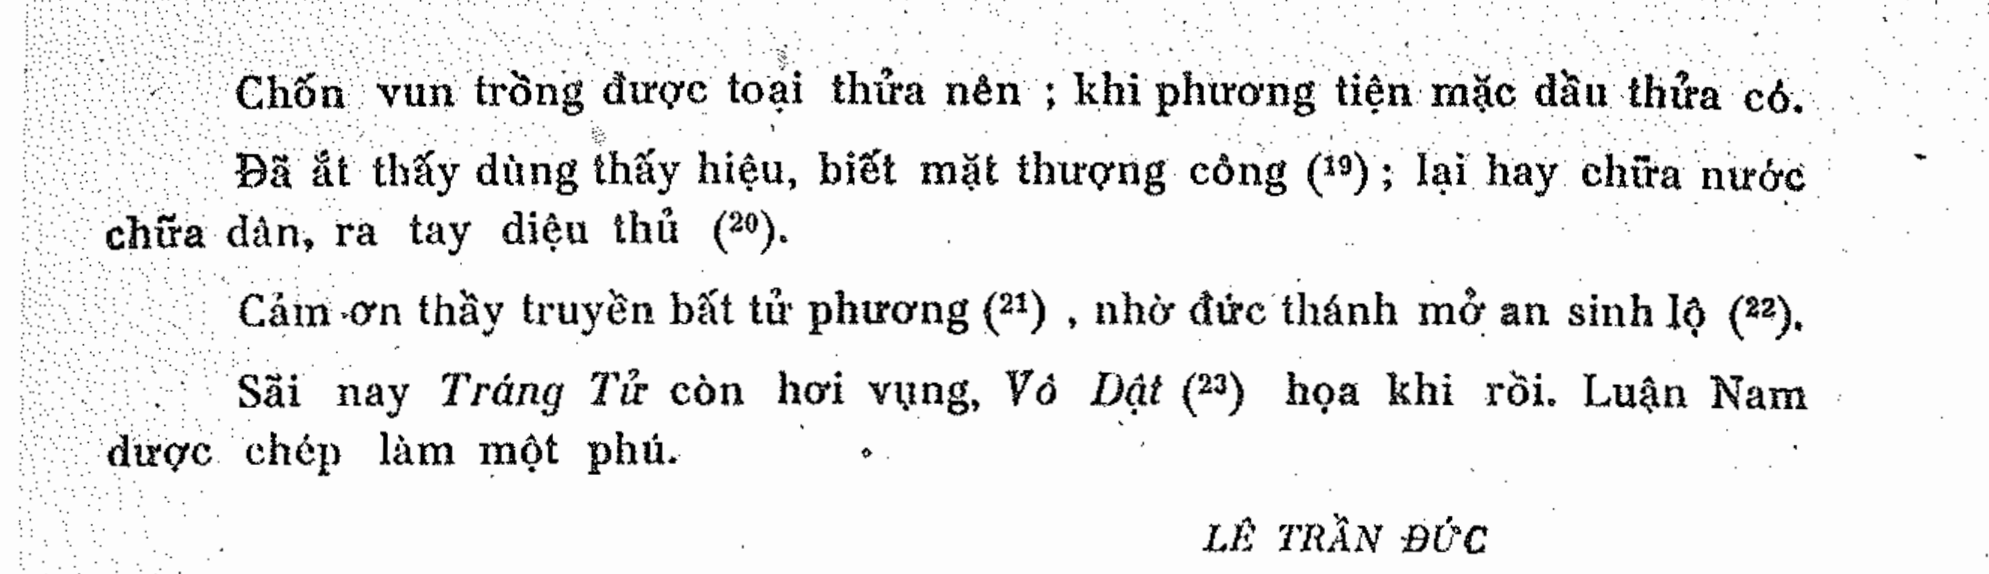 Chốn vun trồng được toại thửa nên ; khi phương tiện mặc dầu thửa có.
Đã ắt thấy dùng thấy hiệu, biết mặt thượng công (¹⁹) ; lại hay chữa nước
chữa dân, ra tay diệu thủ (²⁰).
Cảm ơn thầy truyền bất tử phương (²¹) , nhờ đức thánh mở an sinh lộ (²²).
Sãi nay Tráng Tử còn hơi vụng, Vô Dật (²³) họa khi rồi. Luận Nam
dược chép làm một phú.
LÊ TRẦN ĐỨC